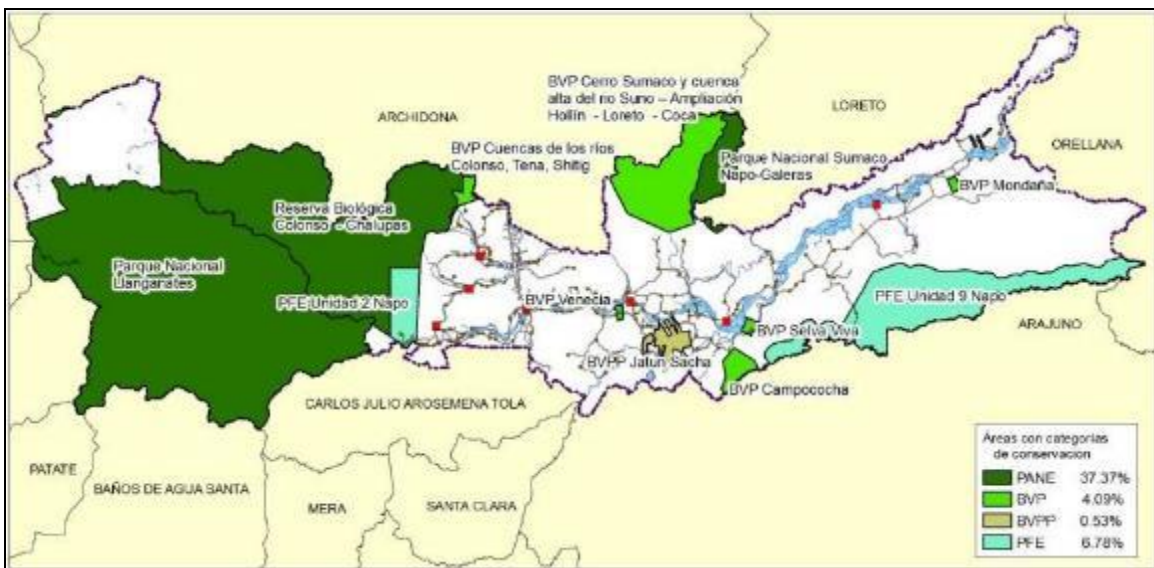 BVP Cerro Sumaco y cuenca
alta del rio Suno – Ampliación
Hollín - Loreto - Coca
LORETO
ARCHIDONA
ORELLANA
BVP Cuencas de los ríos
Colonso, Tena, Shitig
Parque Nacional Sumaco
Napo-Galeras
BVP Mondaña
Reserva Biológica
Colonso - Chalupas
Parque Nacional
Llanganates
PFE Unidad 2 Napo
BVP Venecia
PFE Unidad 9 Napo
BVP Selva Viva
ARAJUNO
BVPP Jatun Sacha
BVP Campococha
CARLOS JULIO AROSEMENA TOLA
PATATE
BAÑOS DE AGUA SANTA
MERA
SANTA CLARA
Áreas con categorías
de conservación
PANE 37.37%
BVP 4.09%
BVPP 0.53%
PFE 6.78%